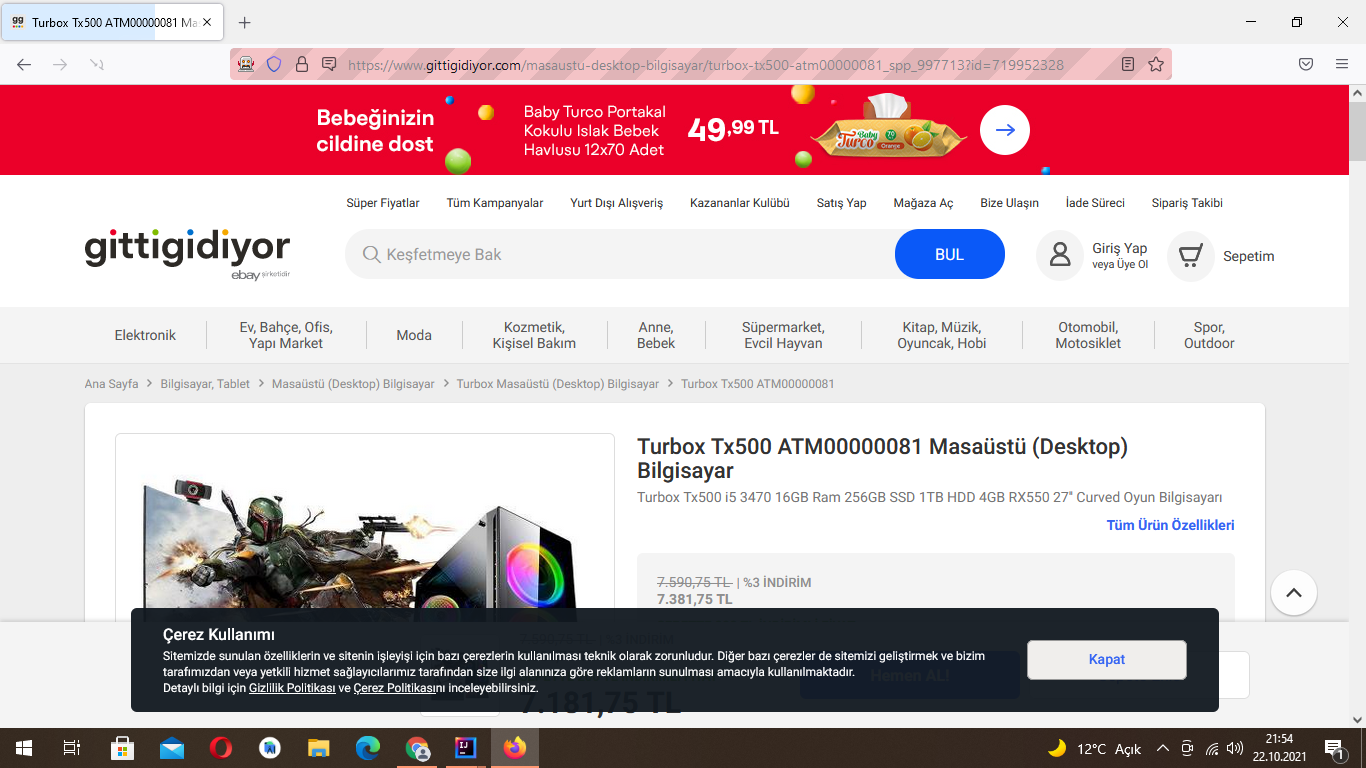 Turbox Tx500 ATM00000081 Mas
https://www.gittigidiyor.com/masaustu-desktop-bilgisayar/turbox-tx500-atm00000081_spp_997713?id=719952328
Bebeğinizin
cildine dost
Baby Turco Portakal
Kokulu Islak Bebek
Havlusu 12x70 Adet
49,99 TL
Baby
Turco
70
Orange
Süper Fiyatlar
Tüm Kampanyalar
Yurt Dışı Alışveriş
Kazananlar Kulübü
Satış Yap
Mağaza Aç
Bize Ulaşın
İade Süreci
Sipariş Takibi
gittigidiyor
ebay şirketidir
Keşfetmeye Bak
BUL
Giriş Yap
veya Üye Ol
Sepetim
Elektronik
Ev, Bahçe, Ofis,
Yapı Market
Moda
Kozmetik,
Kişisel Bakım
Anne,
Bebek
Süpermarket,
Evcil Hayvan
Kitap, Müzik,
Oyuncak, Hobi
Otomobil,
Motosiklet
Spor,
Outdoor
Ana Sayfa > Bilgisayar, Tablet > Masaüstü (Desktop) Bilgisayar > Turbox Masaüstü (Desktop) Bilgisayar > Turbox Tx500 ATM00000081
Turbox Tx500 ATM00000081 Masaüstü (Desktop)
Bilgisayar
Turbox Tx500 i5 3470 16GB Ram 256GB SSD 1TB HDD 4GB RX550 27" Curved Oyun Bilgisayarı
Tüm Ürün Özellikleri
7.590,75 TL | %3 İNDİRİM
7.381,75 TL
Çerez Kullanımı
Sitemizde sunulan özelliklerin ve sitenin işleyişi için bazı çerezlerin kullanılması teknik olarak zorunludur. Diğer bazı çerezler de sitemizi geliştirmek ve bizim
tarafımızdan veya yetkili hizmet sağlayıcılarımız tarafından size ilgi alanınıza göre reklamların sunulması amacıyla kullanılmaktadır.
Detaylı bilgi için Gizlilik Politikası ve Çerez Politikasını inceleyebilirsiniz.
Kapat
Hemen AL!
7.181,75 TL
12°C Açık
21:54
22.10.2021
1